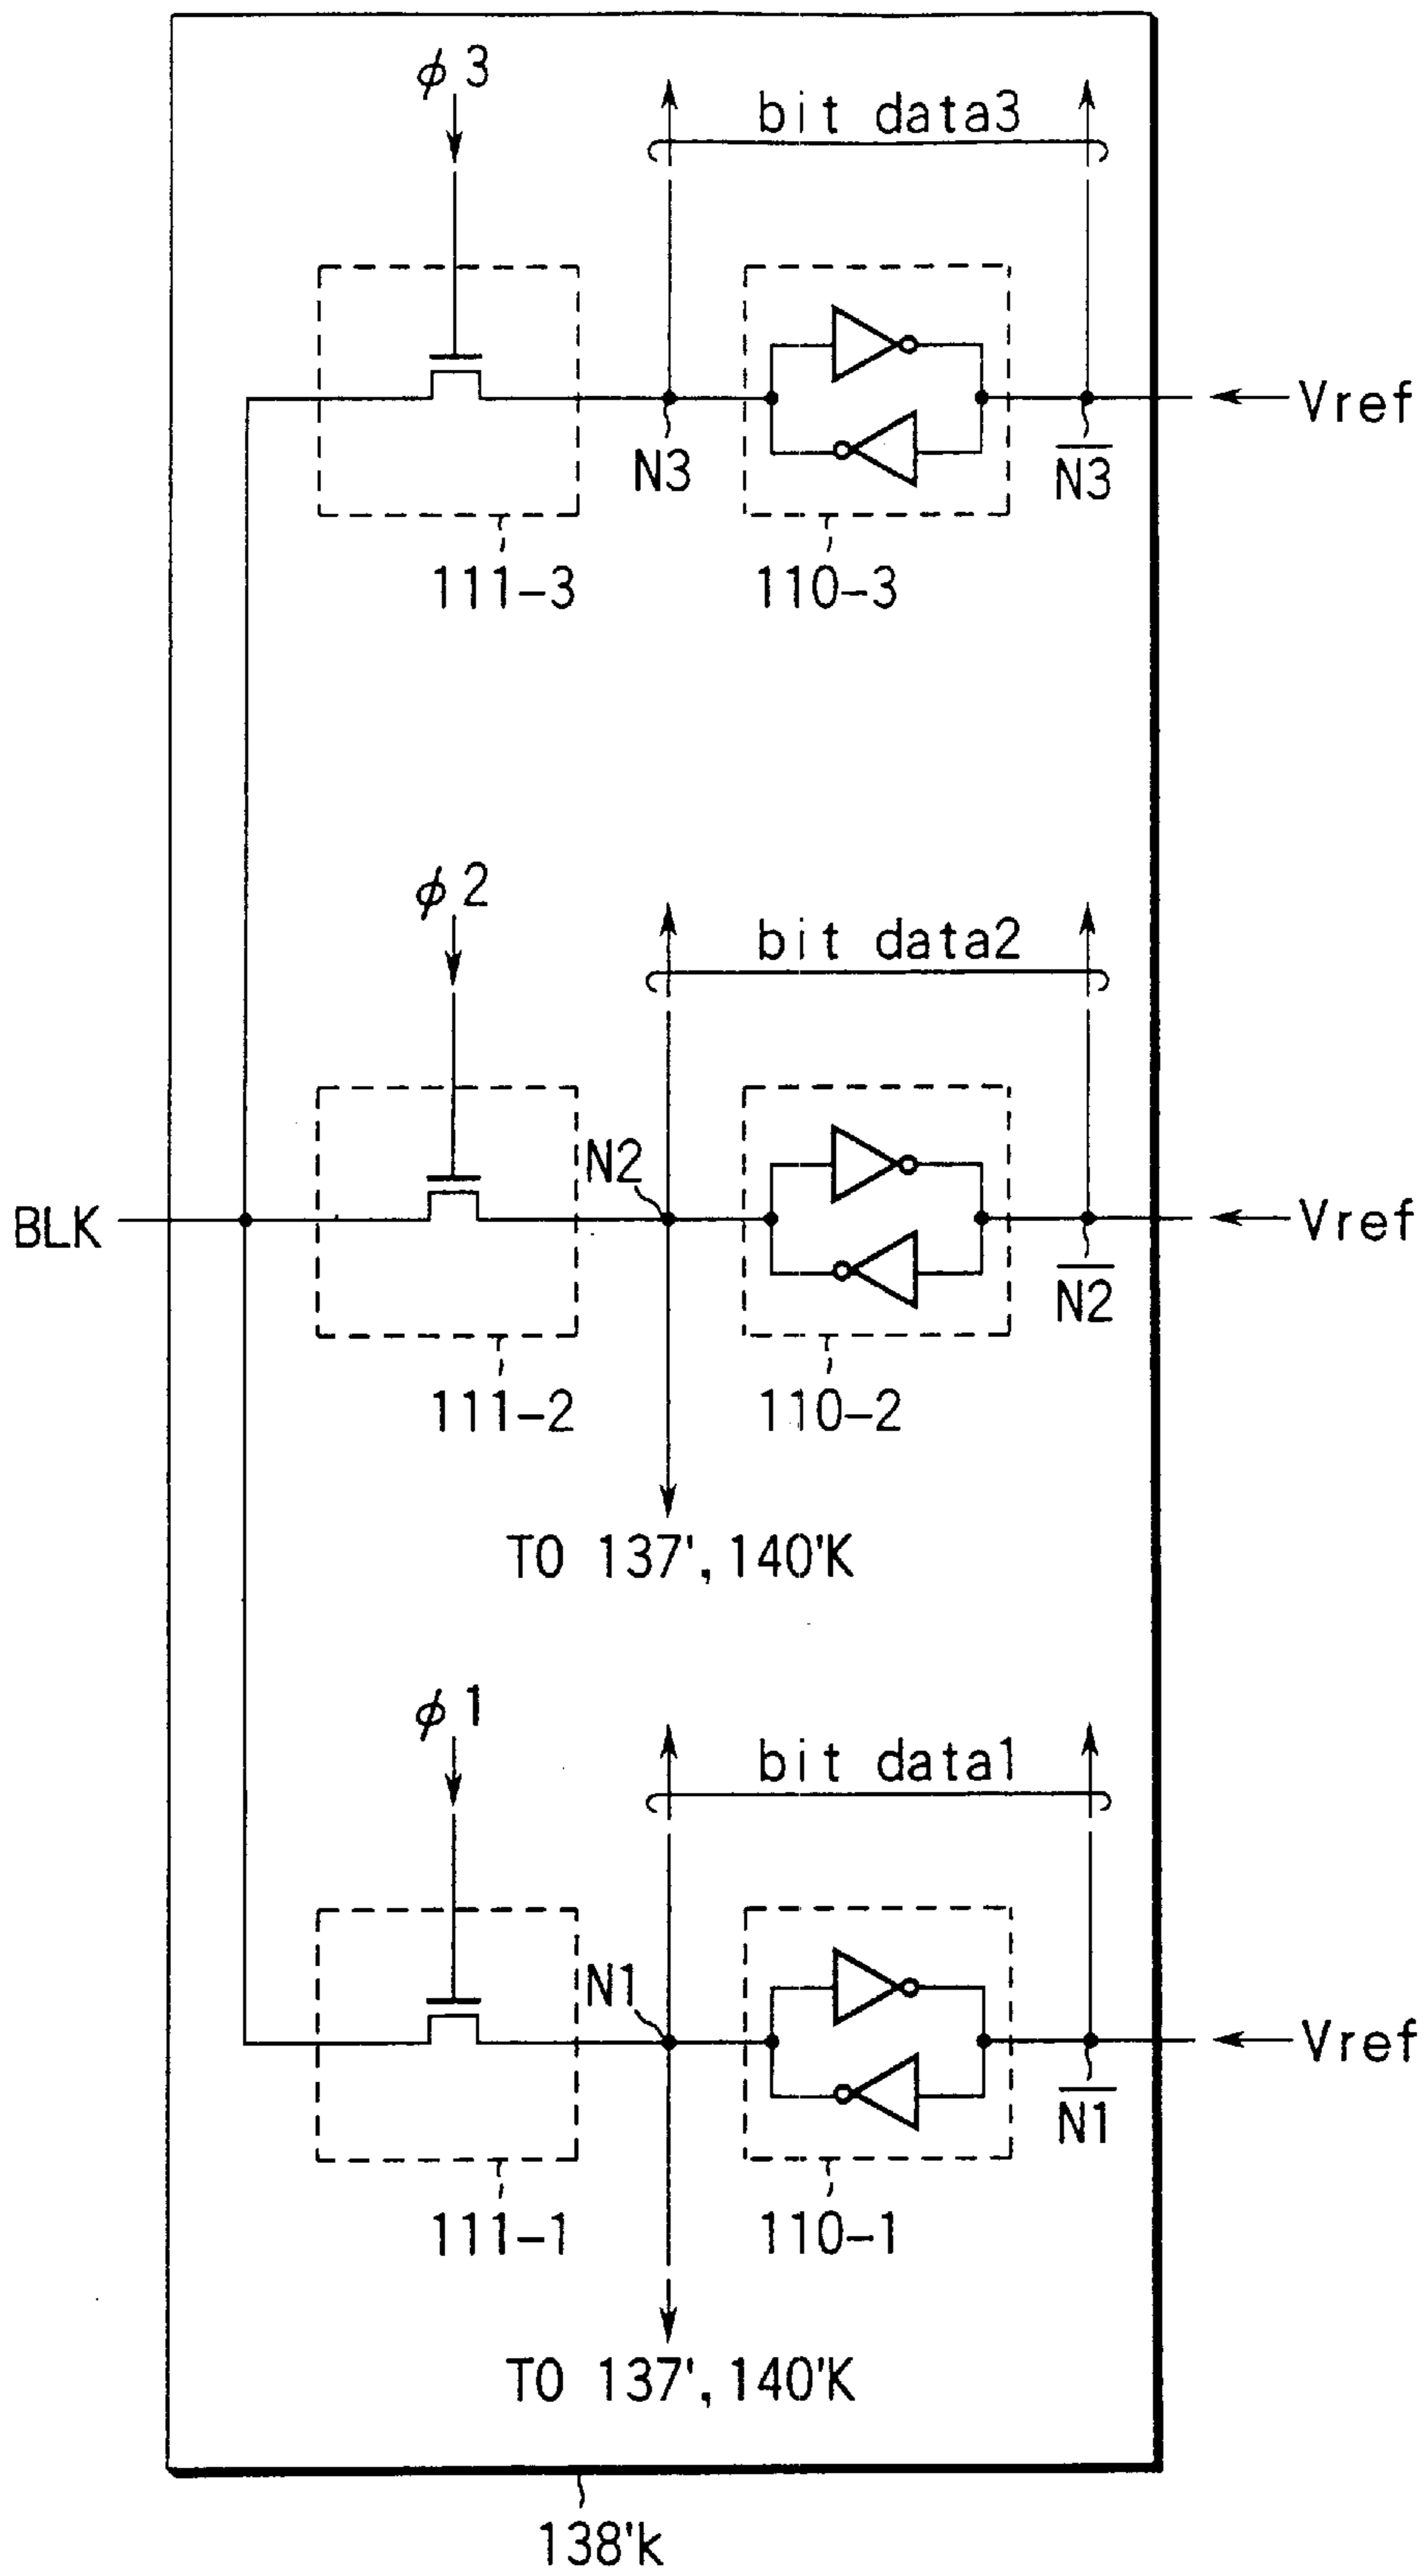 φ3
bit data3
Vref
N3
N3
111-3
110-3
φ2
bit data2
N2
BLK
Vref
N2
111-2
110-2
TO 137', 140'K
φ1
bit data1
N1
Vref
N1
111-1
110-1
TO 137', 140'K
138'k